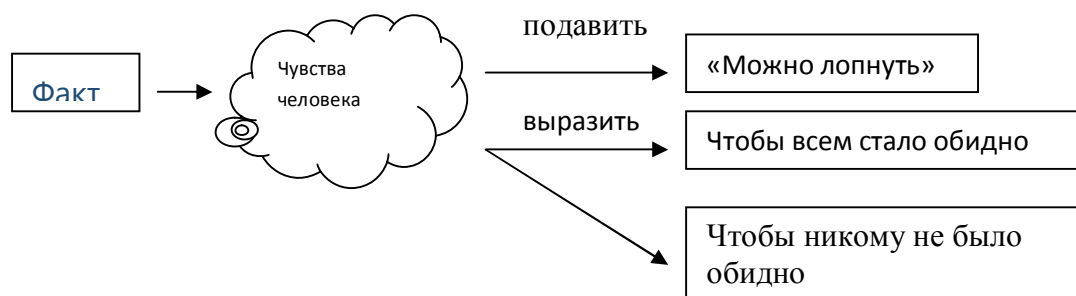 подавить
«Можно лопнуть»
Факт
Чувства
человека
выразить
Чтобы всем стало обидно
Чтобы никому не было
обидно